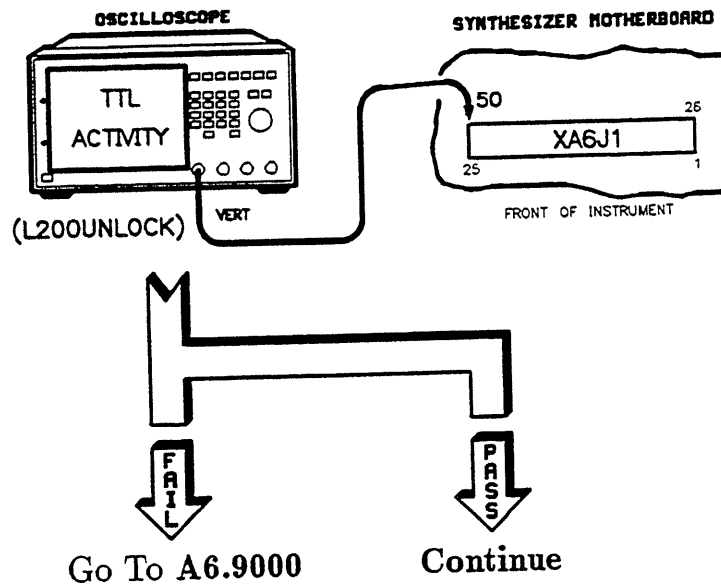 OSCILLOSCOPE
SYNTHESIZER MOTHERBOARD
TTL
ACTIVITY
50
26
XA6J1
25
1
VERT
(L200UNLOCK)
FRONT OF INSTRUMENT
FAIL
PASS
Go To A6.9000
Continue